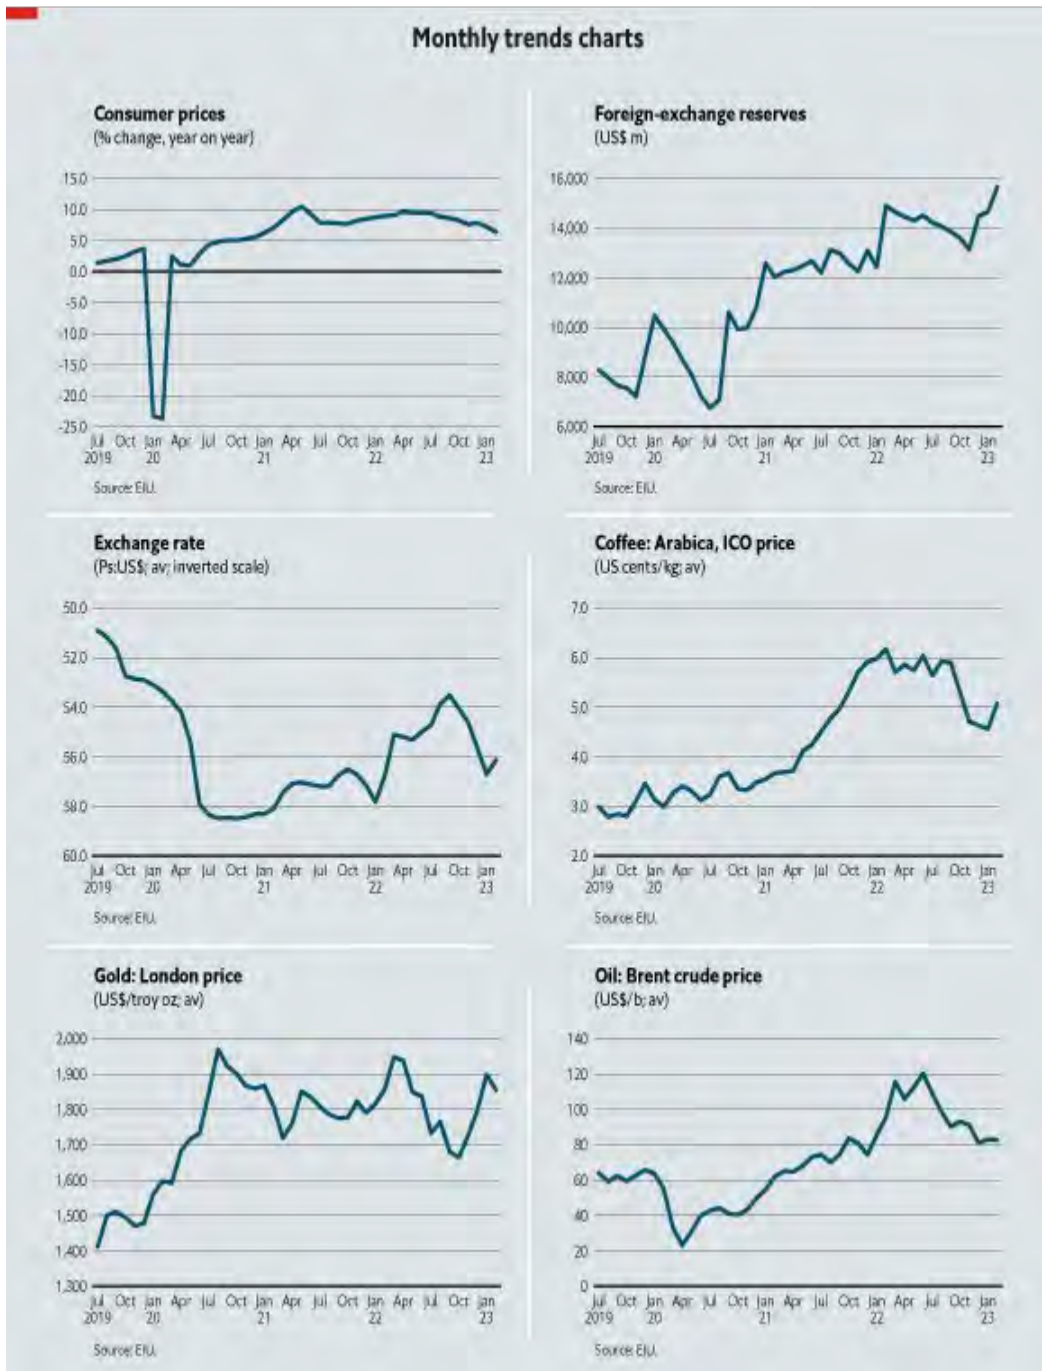 Monthly trends charts
Consumer prices
(% change, year on year)
15.0
10.0
5.0
0.0
-5.0
-10.0
-15.0
-20.0
-25.0
Jul Oct Jan Apr Jul Oct Jan Apr Jul Oct Jan Apr Jul Oct Jan
2019 20 21 22 23
Source: EIU.
Foreign-exchange reserves
(US$ m)
16,000
14,000
12,000
10,000
8,000
6,000
Jul Oct Jan Apr Jul Oct Jan Apr Jul Oct Jan Apr Jul Oct Jan
2019 20 21 22 23
Source: EIU.
Exchange rate
(Ps:US$; av; inverted scale)
50.0
52.0
54.0
56.0
58.0
60.0
Jul Oct Jan Apr Jul Oct Jan Apr Jul Oct Jan Apr Jul Oct Jan
2019 20 21 22 23
Source: EIU.
Coffee: Arabica, ICO price
(US cents/kg; av)
7.0
6.0
5.0
4.0
3.0
2.0
Jul Oct Jan Apr Jul Oct Jan Apr Jul Oct Jan Apr Jul Oct Jan
2019 20 21 22 23
Source: EIU.
Gold: London price
(US$/troy oz; av)
2,000
1,900
1,800
1,700
1,600
1,500
1,400
1,300
Jul Oct Jan Apr Jul Oct Jan Apr Jul Oct Jan Apr Jul Oct Jan
2019 20 21 22 23
Source: EIU.
Oil: Brent crude price
(US$/b; av)
140
120
100
80
60
40
20
0
Jul Oct Jan Apr Jul Oct Jan Apr Jul Oct Jan Apr Jul Oct Jan
2019 20 21 22 23
Source: EIU.